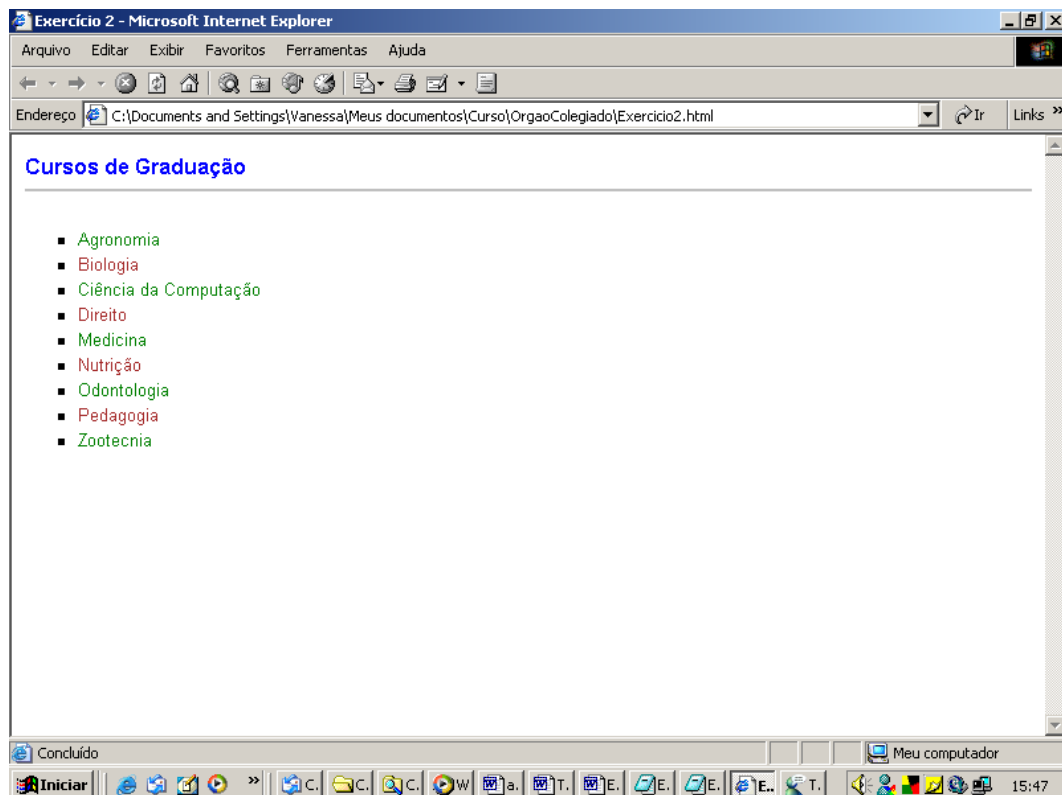 Exercício 2 - Microsoft Internet Explorer
Arquivo Editar Exibir Favoritos Ferramentas Ajuda
Endereço C:\Documents and Settings\Vanessa\Meus documentos\Curso\OrgaoColegiado\Exercicio2.html Ir Links »
Cursos de Graduação
Agronomia
Biologia
Ciência da Computação
Direito
Medicina
Nutrição
Odontologia
Pedagogia
Zootecnia
Concluído Meu computador
Iniciar » C. C. C. W a. T. E. E. E. E.. T. 15:47